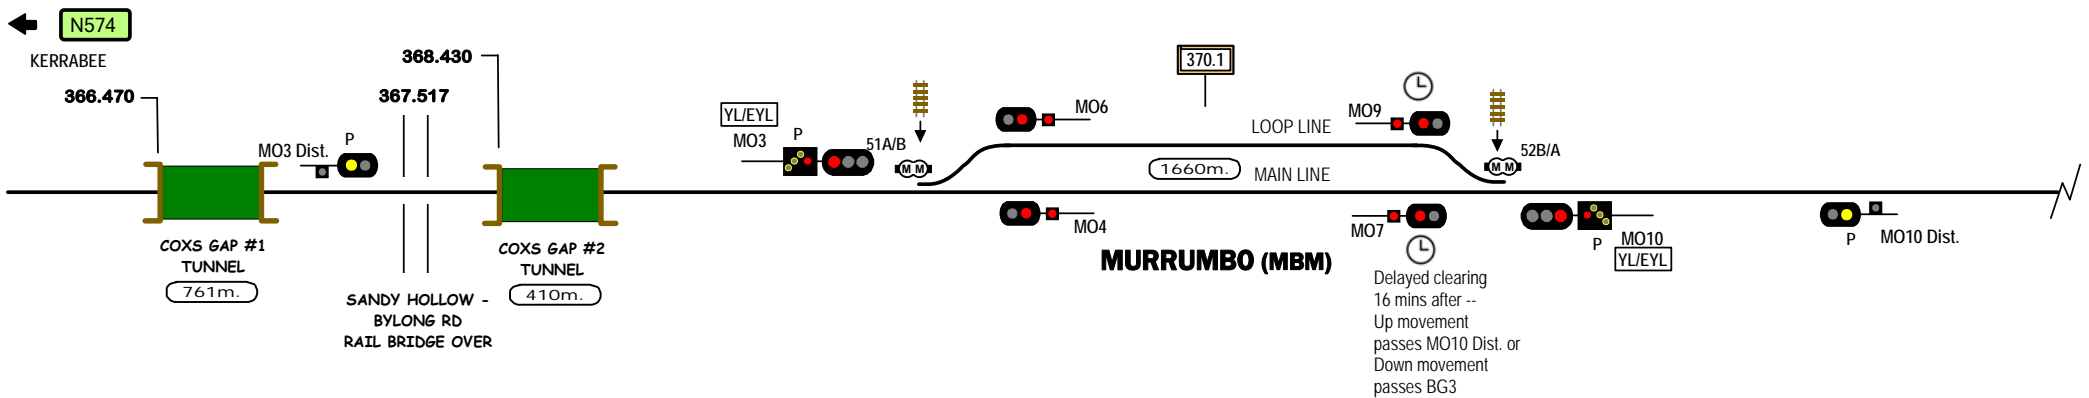 N574
KERRABEE
366.470
368.430
367.517
MO3 Dist.
P
YL/EYL
MO3
P
51A/B
M M
MO6
370.1
LOOP LINE
MO9
52B/A
M M
1660m.
MAIN LINE
COXS GAP #1
TUNNEL
761m.
SANDY HOLLOW -
BYLONG RD
RAIL BRIDGE OVER
COXS GAP #2
TUNNEL
410m.
MO4
MURRUMBO (MBM)
MO7
Delayed clearing
16 mins after --
Up movement
passes MO10 Dist. or
Down movement
passes BG3
P
MO10
YL/EYL
P
MO10 Dist.